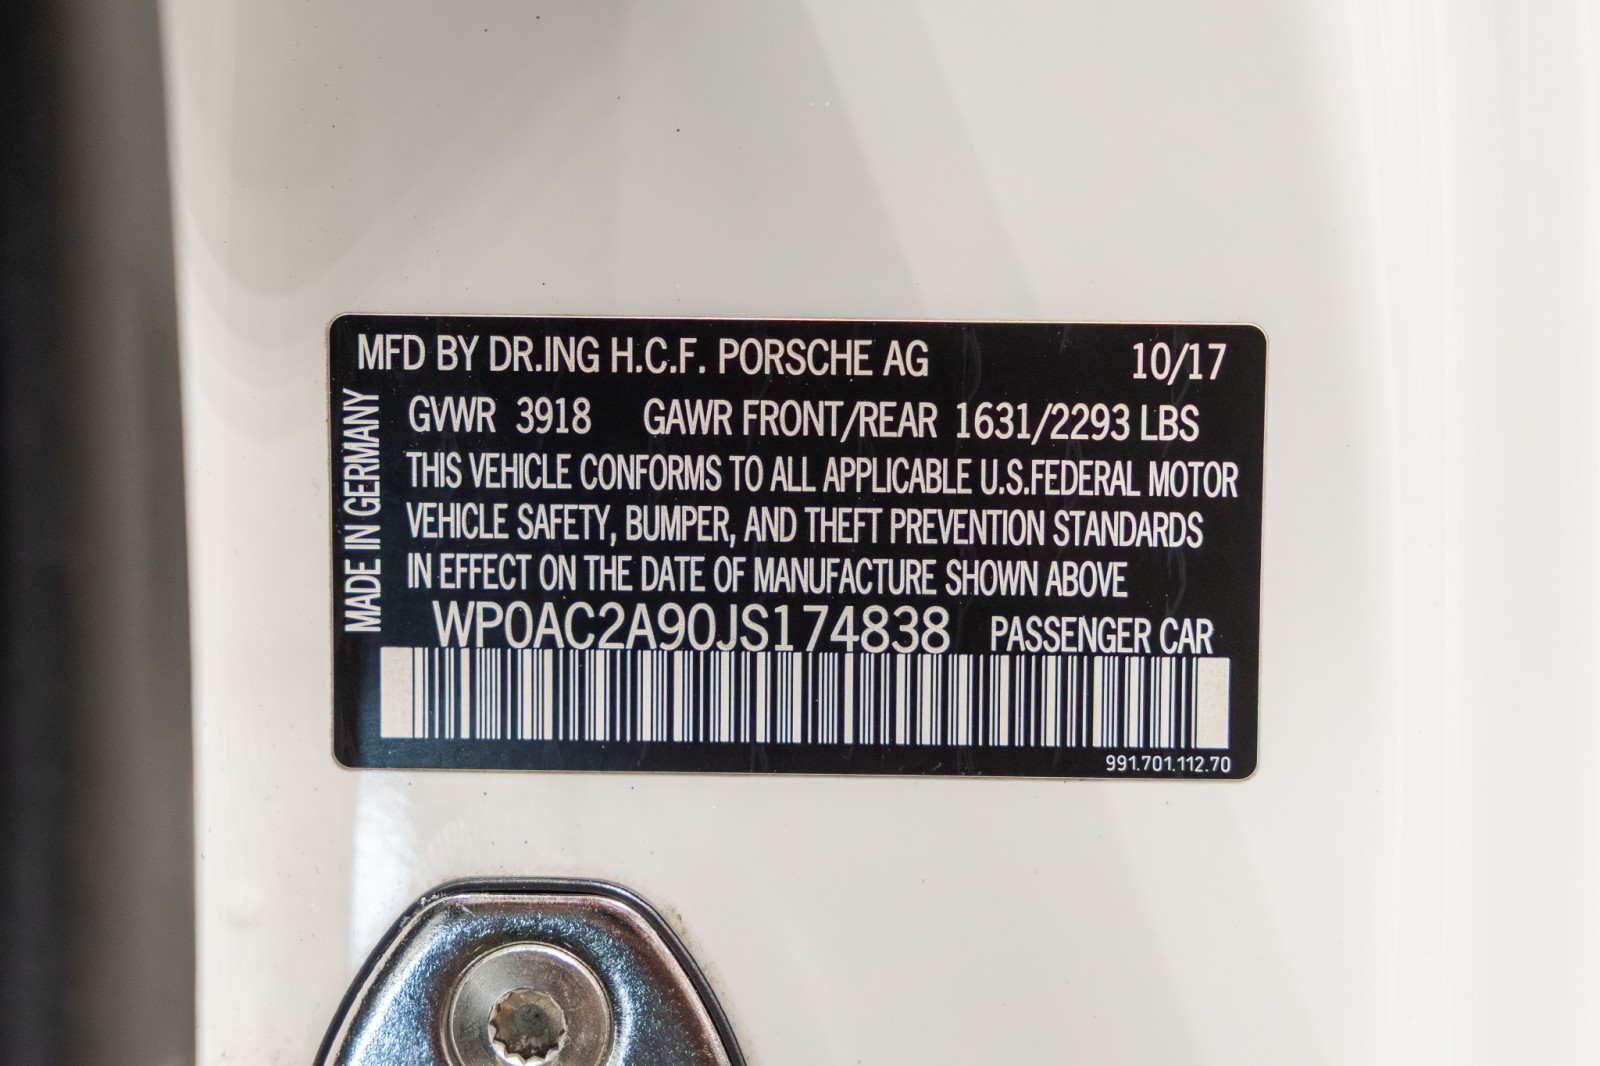 MFD BY DR.ING H.C.F. PORSCHE AG 10/17
GVWR 3918 GAWR FRONT/REAR 1631/2293 LBS
THIS VEHICLE CONFORMS TO ALL APPLICABLE U.S.FEDERAL MOTOR
VEHICLE SAFETY, BUMPER, AND THEFT PREVENTION STANDARDS
IN EFFECT ON THE DATE OF MANUFACTURE SHOWN ABOVE
WP0AC2A90JS174838 PASSENGER CAR
991.701.112.70
MADE IN GERMANY